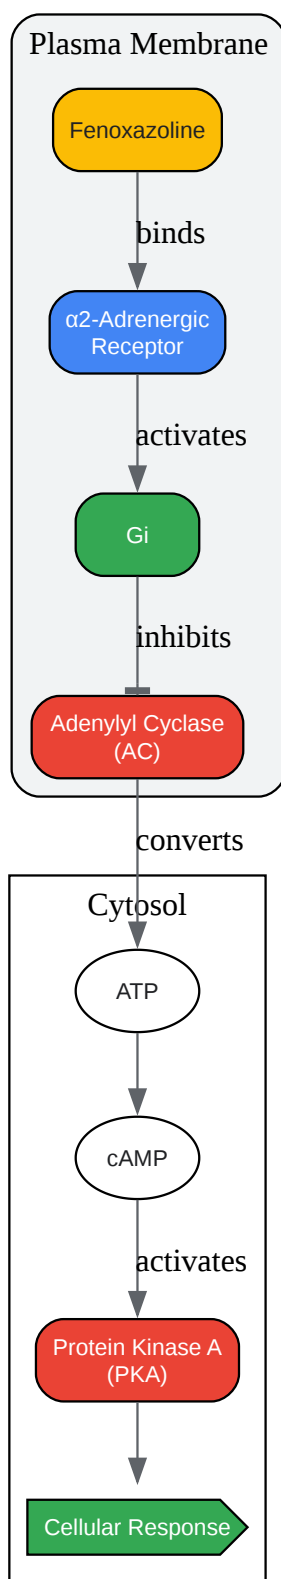 Plasma Membrane
Fenoxazoline
binds
α2-Adrenergic
Receptor
activates
Gi
inhibits
Adenylyl Cyclase
(AC)
converts
Cytosol
ATP
cAMP
activates
Protein Kinase A
(PKA)
Cellular Response